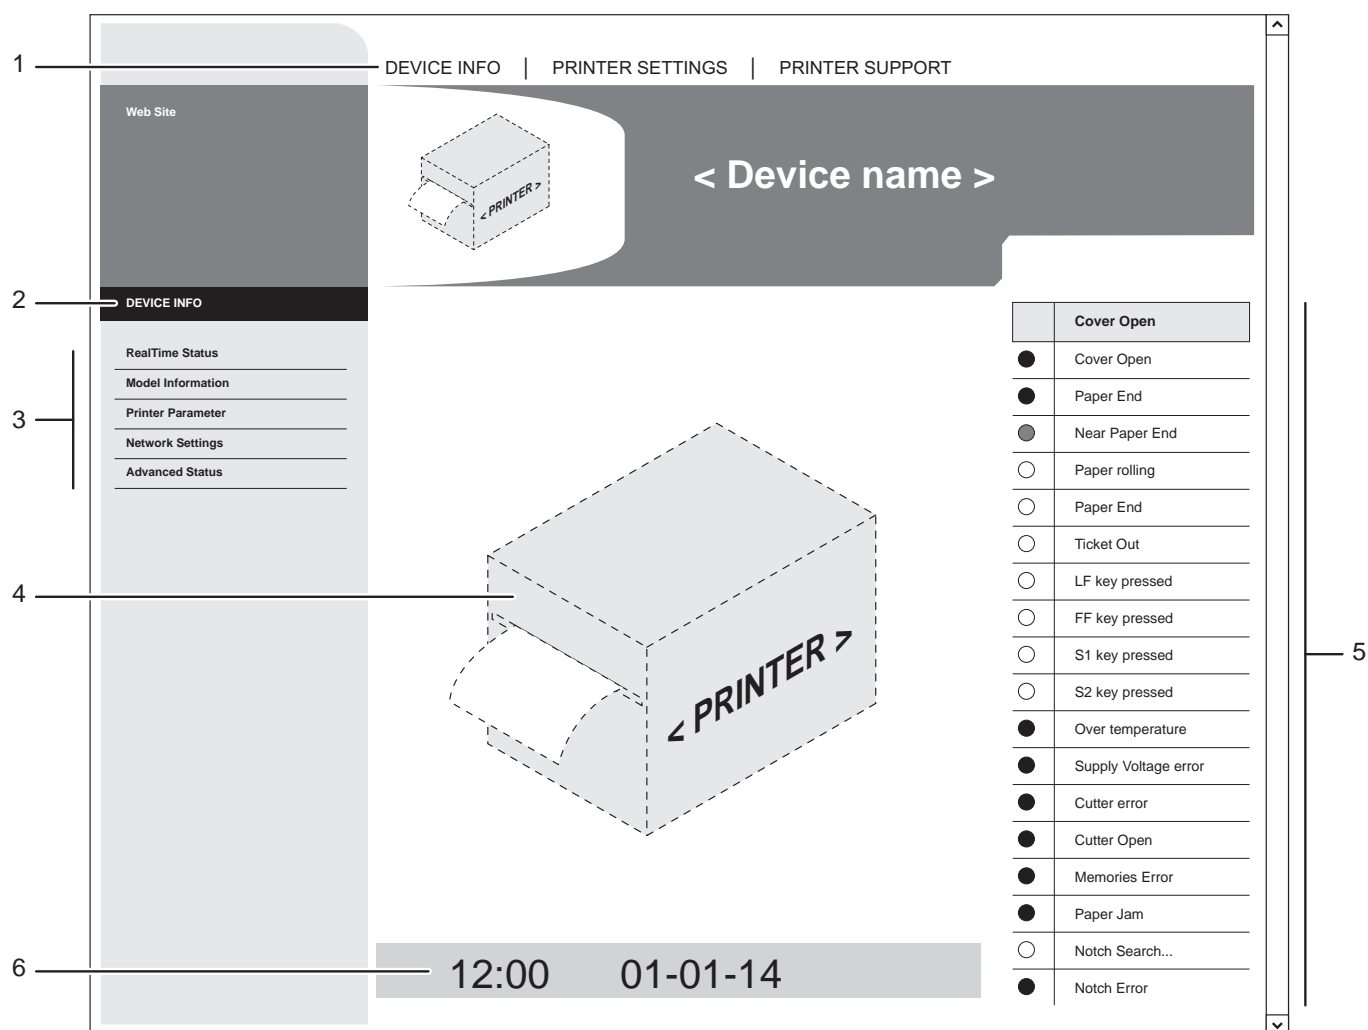 1
DEVICE INFO | PRINTER SETTINGS | PRINTER SUPPORT
Web Site
< PRINTER >
< Device name >
2
DEVICE INFO
3
RealTime Status
Model Information
Printer Parameter
Network Settings
Advanced Status
4
< PRINTER >
Cover Open
Cover Open
Paper End
Near Paper End
Paper rolling
Paper End
Ticket Out
LF key pressed
FF key pressed
S1 key pressed
S2 key pressed
Over temperature
Supply Voltage error
Cutter error
Cutter Open
Memories Error
Paper Jam
Notch Search...
Notch Error
5
6
12:00 01-01-14